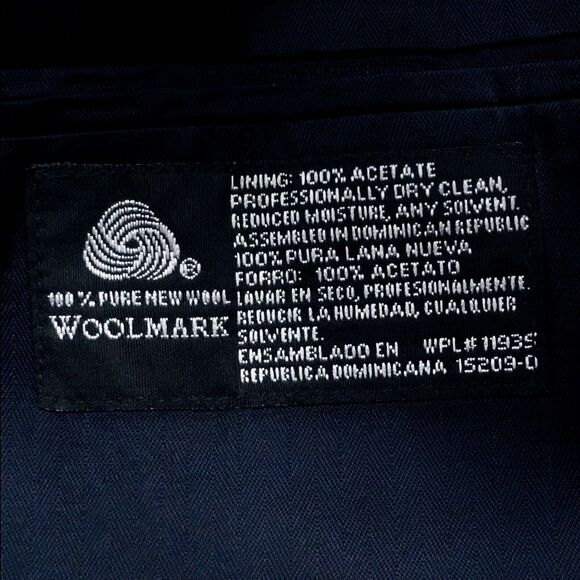 ®
100% PURE NEW WOOL
WOOLMARK
LINING: 100% ACETATE
PROFESSIONALLY DRY CLEAN,
REDUCED MOISTURE, ANY SOLVENT.
ASSEMBLED IN DOMINICAN REPUBLIC
100% PURA LANA NUEVA
FORRO: 100% ACETATO
LAVAR EN SECO, PROFESIONALMENTE.
REDUCIR LA HUMEDAD, CUALQUIER
SOLVENTE.
ENSAMBLADO EN WPL# 11935
REPUBLICA DOMINICANA 15209-0